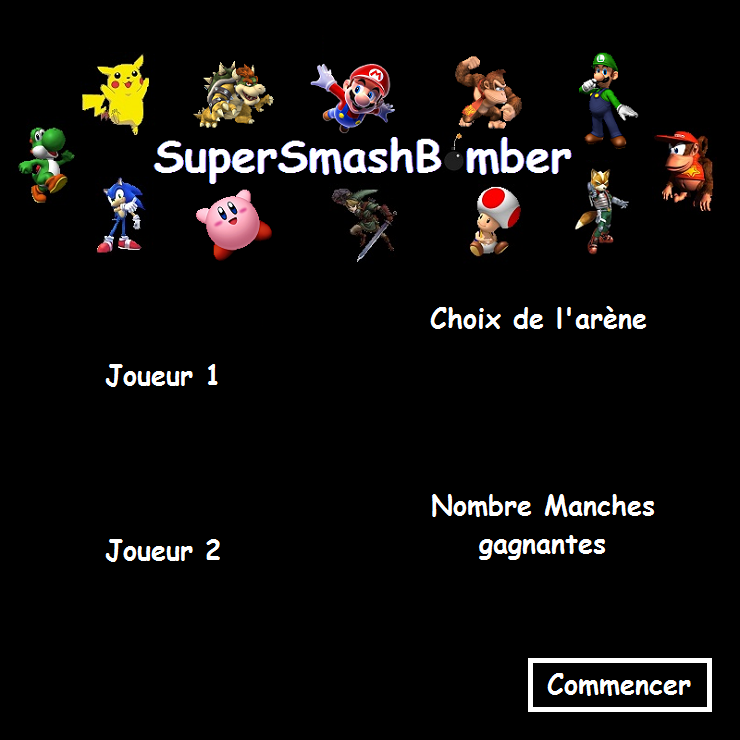 SuperSmashBomber
Choix de l'arène
Joueur 1
Nombre Manches
gagnantes
Joueur 2
Commencer